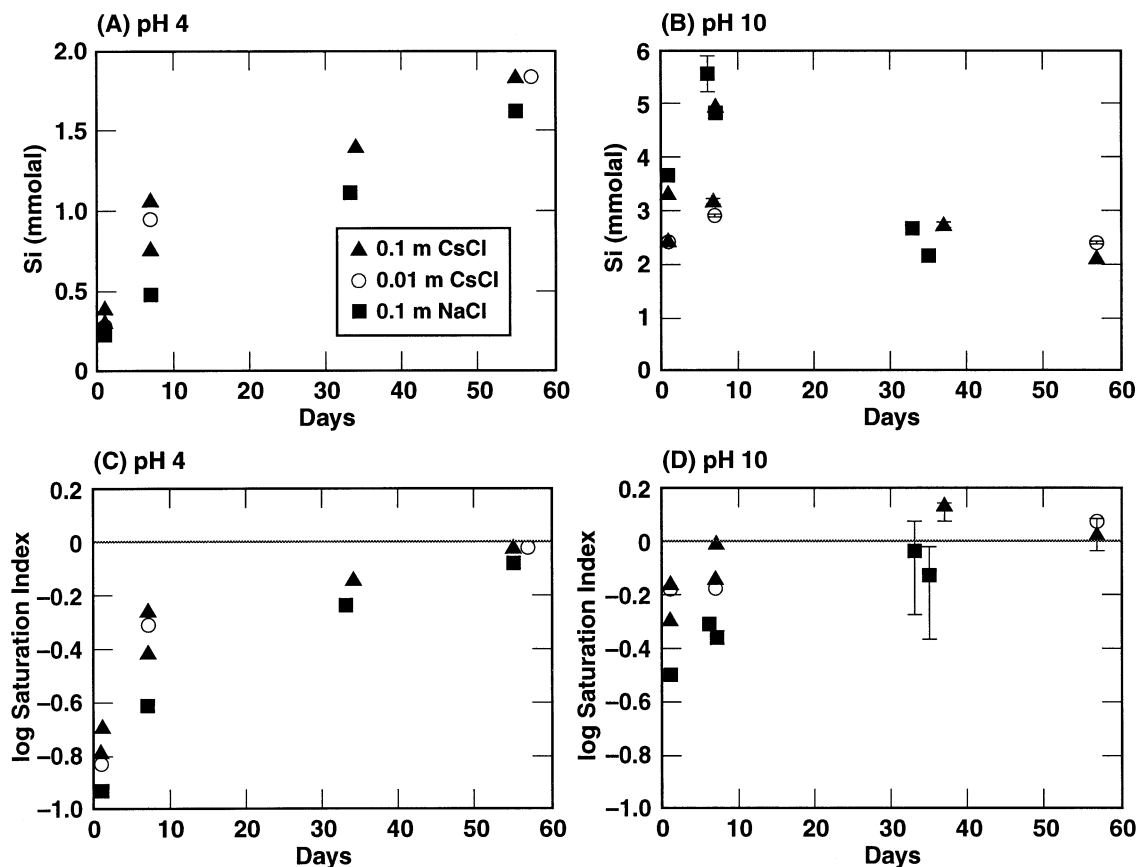 (A) pH 4
Si (mmolal)
2.0
1.5
1.0
0.5
0
0 10 20 30 40 50 60
Days
0.1 m CsCl
0.01 m CsCl
0.1 m NaCl
(B) pH 10
Si (mmolal)
6
5
4
3
2
1
0
0 10 20 30 40 50 60
Days
(C) pH 4
log Saturation Index
0.2
0
−0.2
−0.4
−0.6
−0.8
−1.0
0 10 20 30 40 50 60
Days
(D) pH 10
log Saturation Index
0.2
0
−0.2
−0.4
−0.6
−0.8
−1.0
0 10 20 30 40 50 60
Days